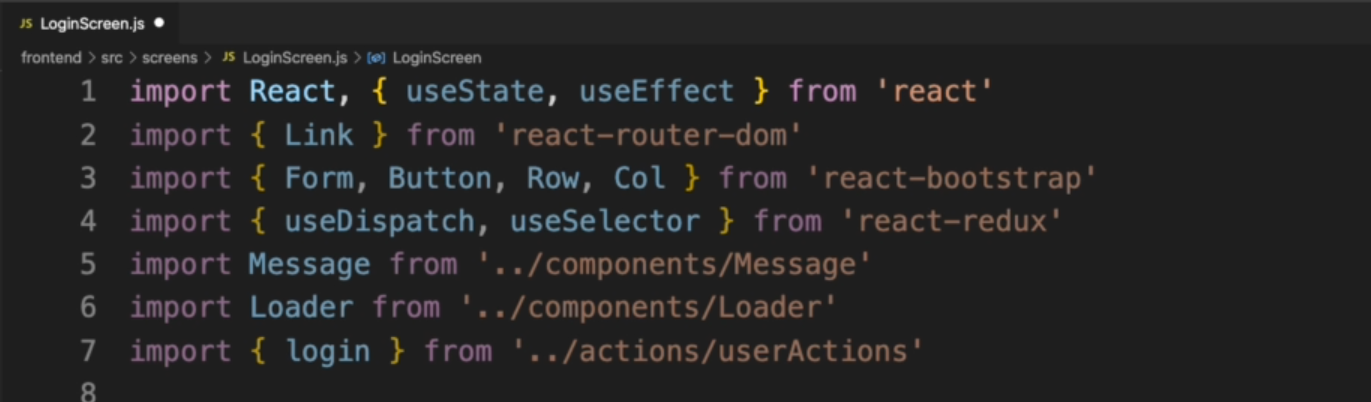 JS LoginScreen.js ●
frontend > src > screens > JS LoginScreen.js > LoginScreen
1 import React, { useState, useEffect } from 'react'
2 import { Link } from 'react-router-dom'
3 import { Form, Button, Row, Col } from 'react-bootstrap'
4 import { useDispatch, useSelector } from 'react-redux'
5 import Message from '../components/Message'
6 import Loader from '../components/Loader'
7 import { login } from '../actions/userActions'
8